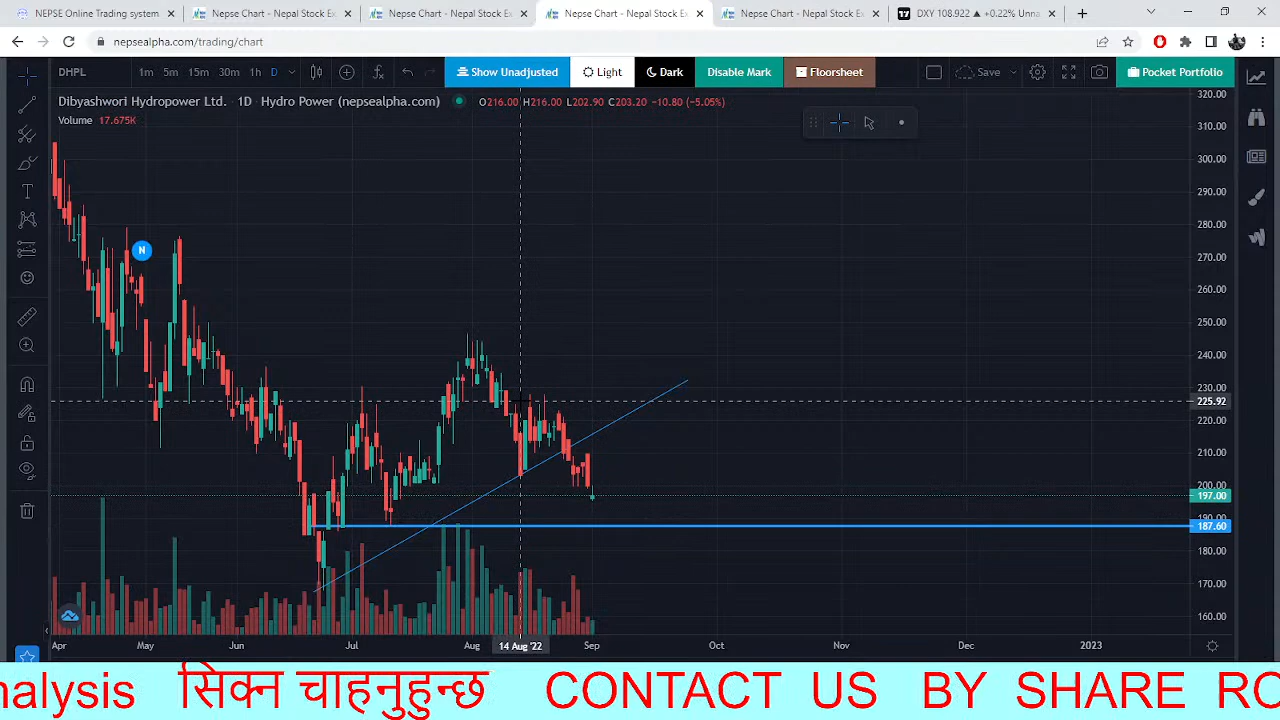 NEPSE Online Trading system
Nepse Chart - Nepal Stock Ex
Nepse Chart - Nepal Stock Ex
Nepse Chart - Nepal Stock Ex
Nepse Chart - Nepal Stock Ex
DXY 108.922 ▲ +0.22% Unna
nepsealpha.com/trading/chart
DHPL 1m 5m 15m 30m 1h D Show Unadjusted Light Dark Disable Mark Floorsheet Save Pocket Portfolio
Dibyashwori Hydropower Ltd. · 1D · Hydro Power (nepsealpha.com) O216.00 H216.00 L202.90 C203.20 −10.80 (−5.05%)
Volume 17.675K
320.00
310.00
300.00
290.00
280.00
270.00
260.00
250.00
240.00
230.00
225.92
220.00
210.00
200.00
197.00
190.00
187.60
180.00
170.00
160.00
N
Apr May Jun Jul Aug 14 Aug '22 Sep Oct Nov Dec 2023
nalysis सिक्न चाहनुहुन्छ CONTACT US BY SHARE RO